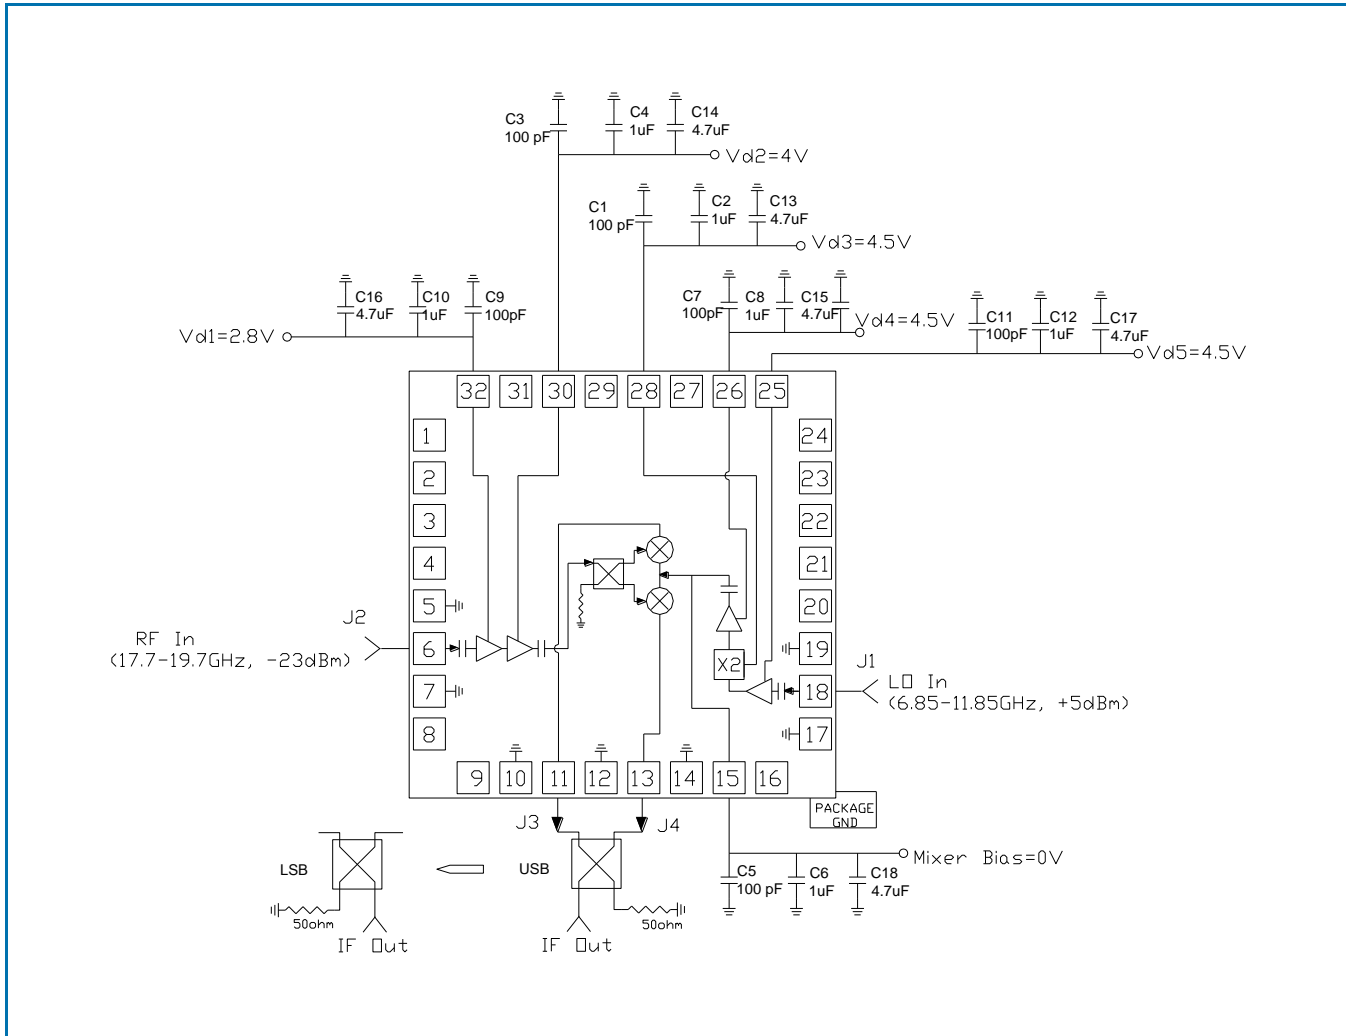 C3
100 pF
C4
1uF
C14
4.7uF
Vd2=4V
C1
100 pF
C2
1uF
C13
4.7uF
Vd3=4.5V
C16
4.7uF
C10
1uF
C9
100pF
Vd1=2.8V
C7
100pF
C8
1uF
C15
4.7uF
Vd4=4.5V
C11
100pF
C12
1uF
C17
4.7uF
Vd5=4.5V
32 31 30 29 28 27 26 25
1
2
3
4
5
6
7
8
24
23
22
21
20
19
18
17
J2
RF In
(17.7-19.7GHz, -23dBm)
X2
J1
LO In
(6.85-11.85GHz, +5dBm)
9 10 11 12 13 14 15 16
PACKAGE
GND
J3
J4
LSB
USB
50ohm
IF Out
50ohm
IF Out
Mixer Bias=0V
C5
100 pF
C6
1uF
C18
4.7uF